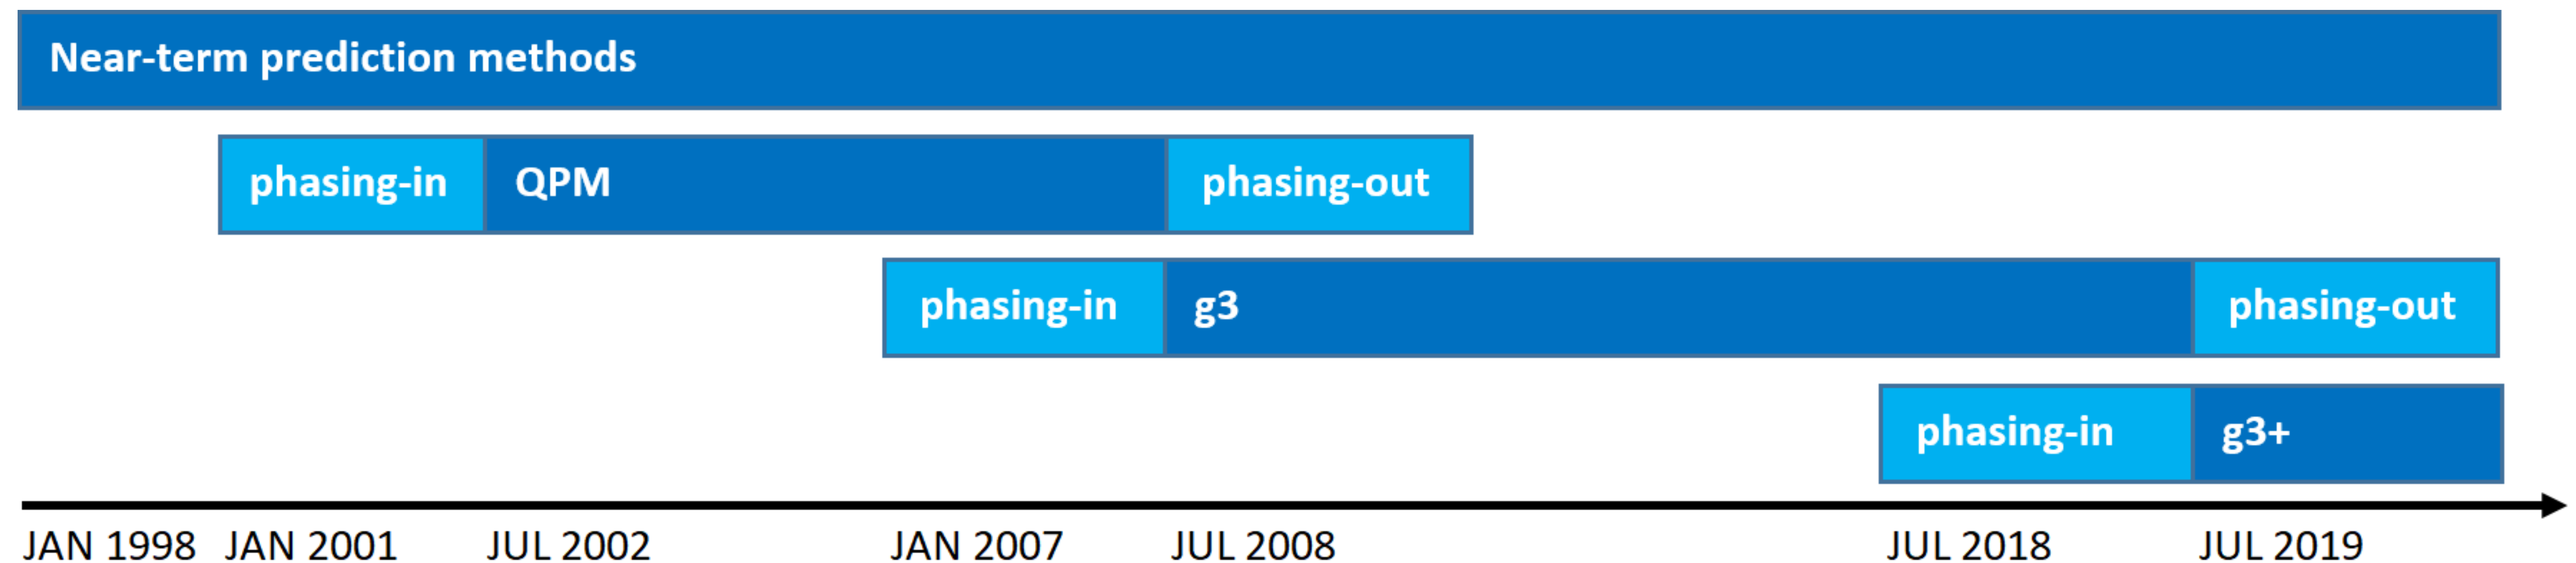 Near-term prediction methods
phasing-in QPM phasing-out
phasing-in g3 phasing-out
phasing-in g3+
JAN 1998 JAN 2001 JUL 2002 JAN 2007 JUL 2008 JUL 2018 JUL 2019